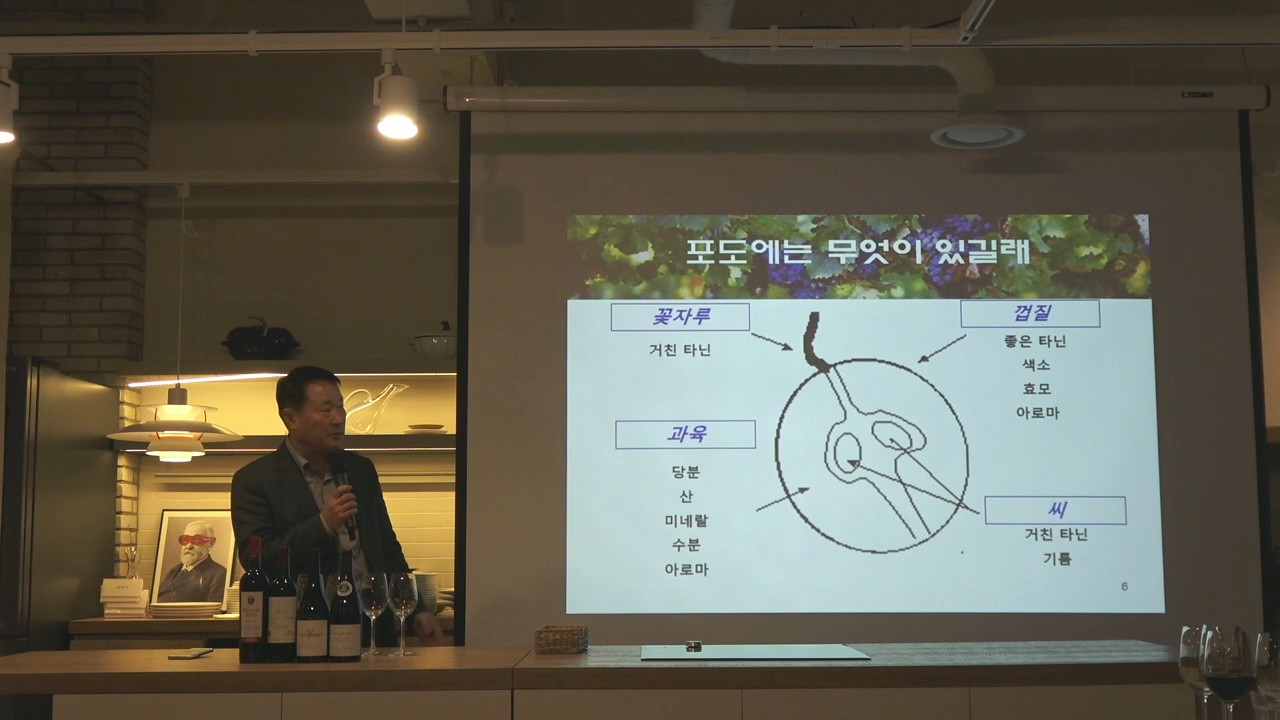 포도에는 무엇이 있길래
꽃자루
거친 타닌
껍질
좋은 타닌
색소
효모
아로마
과육
당분
산
미네랄
수분
아로마
씨
거친 타닌
기름
6